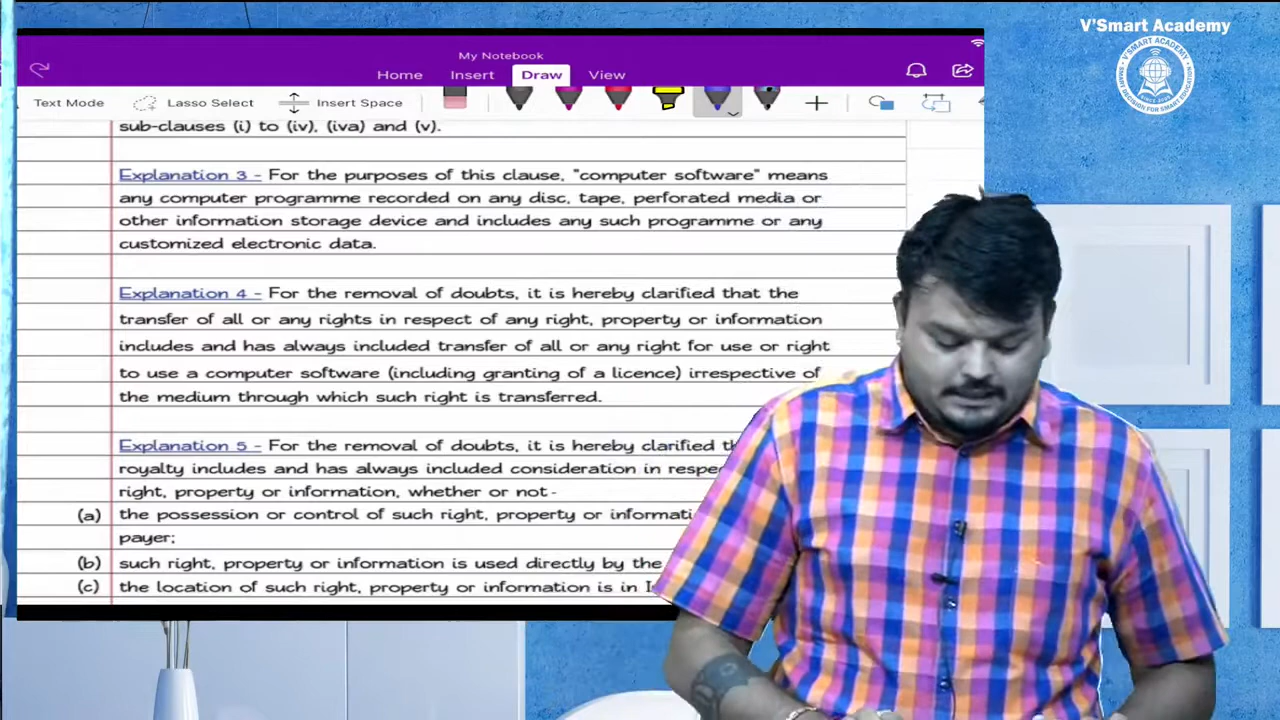 V'Smart Academy
My Notebook
Home Insert Draw View
Text Mode Lasso Select Insert Space
sub-clauses (i) to (iv), (iva) and (v).
Explanation 3 - For the purposes of this clause, "computer software" means
any computer programme recorded on any disc, tape, perforated media or
other information storage device and includes any such programme or any
customized electronic data.
Explanation 4 - For the removal of doubts, it is hereby clarified that the
transfer of all or any rights in respect of any right, property or information
includes and has always included transfer of all or any right for use or right
to use a computer software (including granting of a licence) irrespective of
the medium through which such right is transferred.
Explanation 5 - For the removal of doubts, it is hereby clarified
royalty includes and has always included consideration in
right, property or information, whether or not -
(a) the possession or control of such right, property or
payer;
(b) such right, property or information is used directly by the
(c) the location of such right, property or information is in